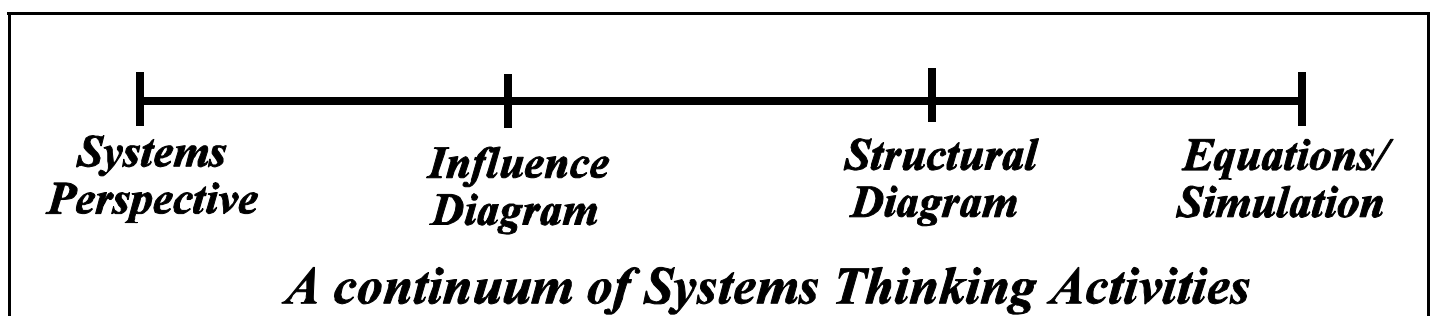 Systems
Perspective
Influence
Diagram
Structural
Diagram
Equations/
Simulation
A continuum of Systems Thinking Activities